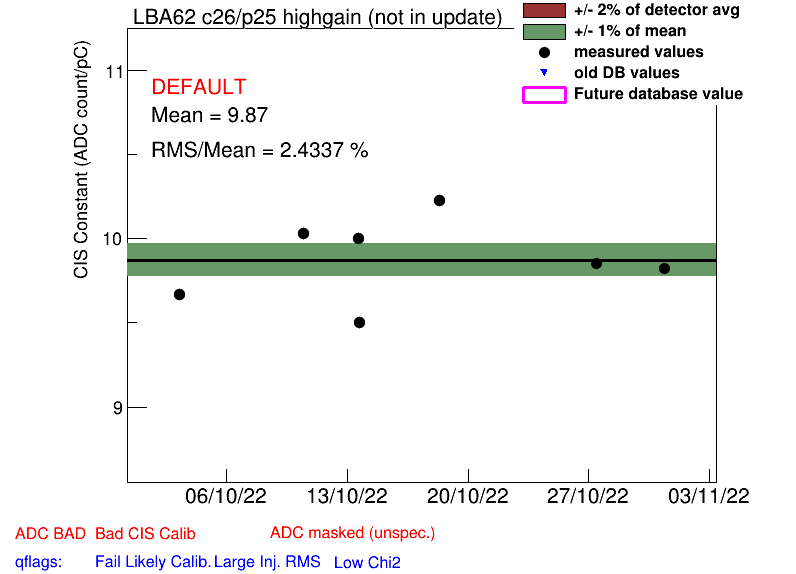 LBA62 c26/p25 highgain (not in update)
+/- 2% of detector avg
+/- 1% of mean
measured values
old DB values
Future database value
CIS Constant (ADC count/pC)
11
10
9
DEFAULT
Mean = 9.87
RMS/Mean = 2.4337 %
06/10/22 13/10/22 20/10/22 27/10/22 03/11/22
ADC BAD Bad CIS Calib ADC masked (unspec.)
qflags: Fail Likely Calib. Large Inj. RMS Low Chi2